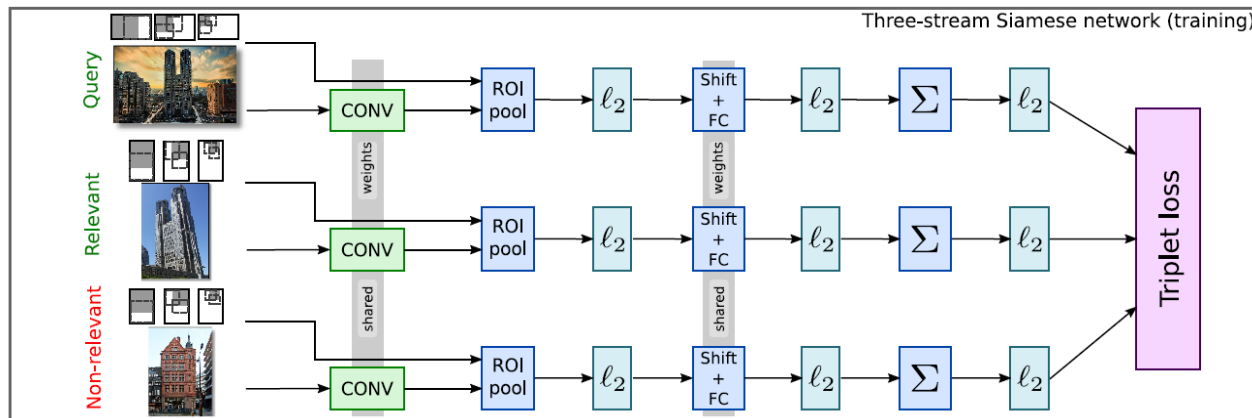 Three-stream Siamese network (training)
Query
CONV
ROI
pool
ℓ2
Shift
+
FC
ℓ2
Σ
ℓ2
weights
weights
Relevant
CONV
ROI
pool
ℓ2
Shift
+
FC
ℓ2
Σ
ℓ2
Triplet loss
shared
shared
Non-relevant
CONV
ROI
pool
ℓ2
Shift
+
FC
ℓ2
Σ
ℓ2